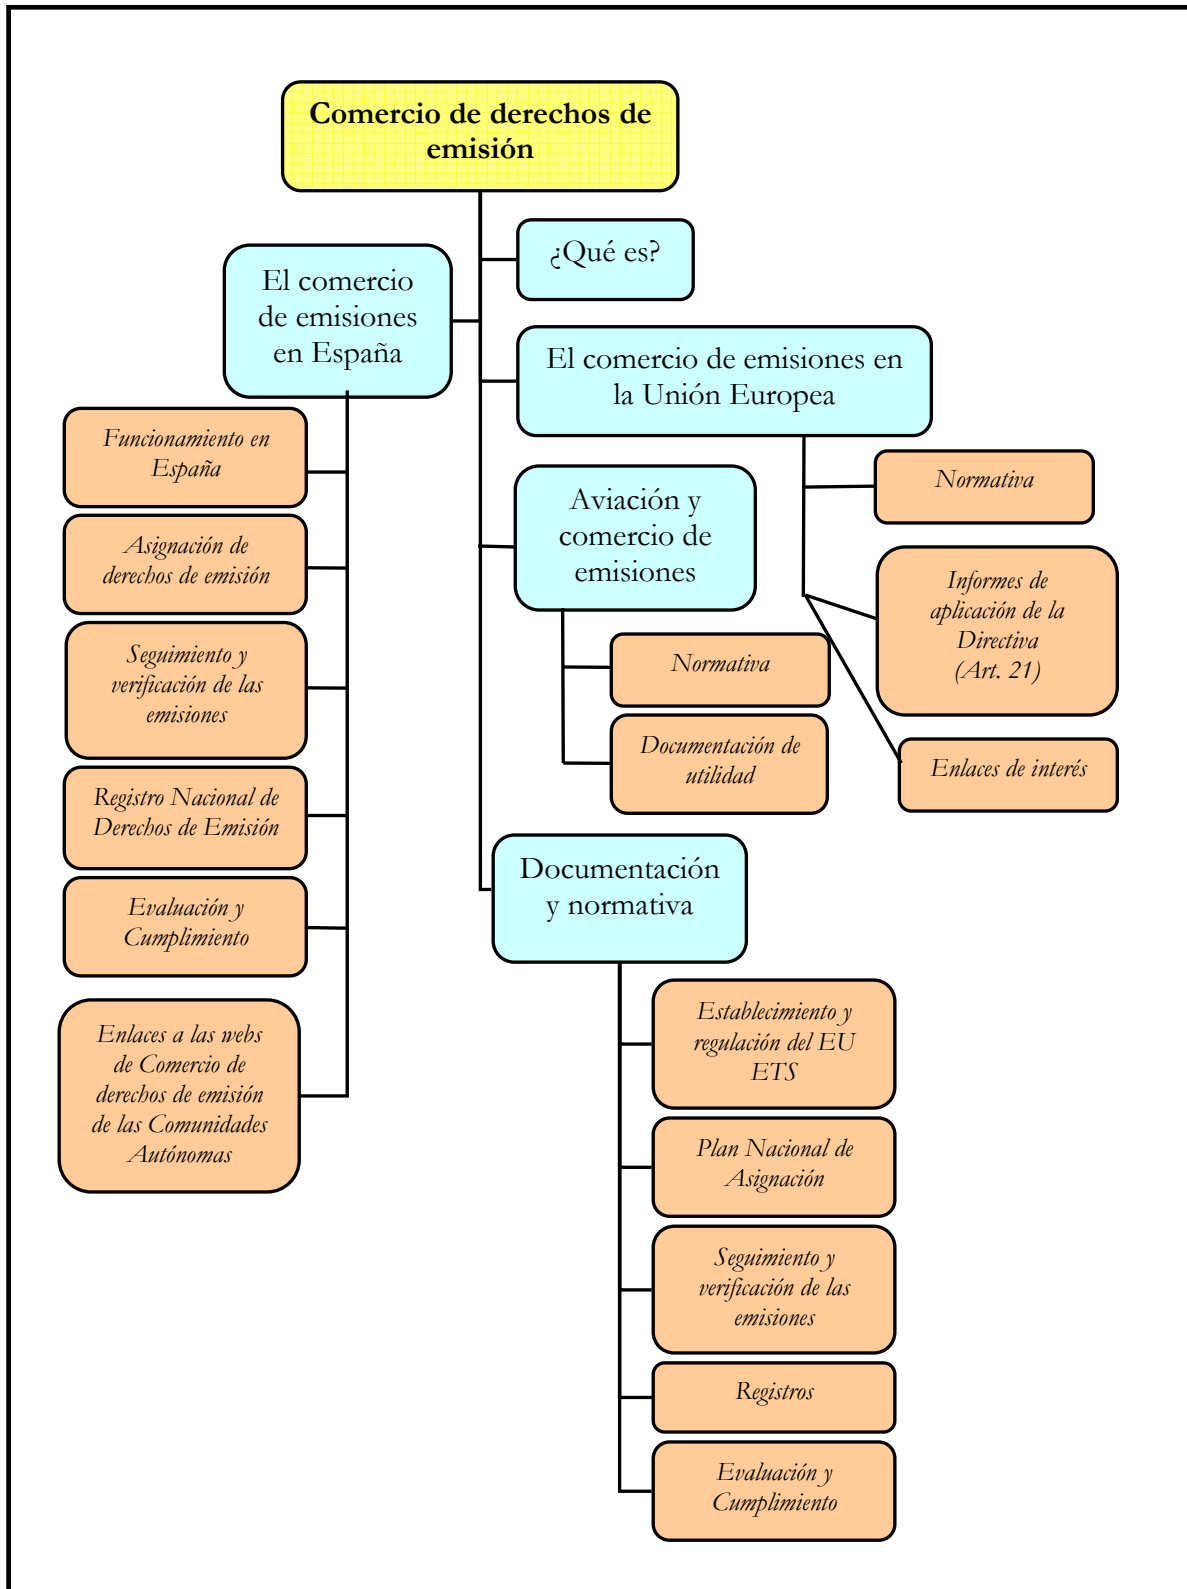 Comercio de derechos de
emisión
¿Qué es?
El comercio
de emisiones
en España
El comercio de emisiones en
la Unión Europea
Funcionamiento en
España
Asignación de
derechos de emisión
Seguimiento y
verificación de las
emisiones
Registro Nacional de
Derechos de Emisión
Evaluación y
Cumplimiento
Enlaces a las webs
de Comercio de
derechos de emisión
de las Comunidades
Autónomas
Normativa
Informes de
aplicación de la
Directiva
(Art. 21)
Enlaces de interés
Aviación y
comercio de
emisiones
Normativa
Documentación de
utilidad
Documentación
y normativa
Establecimiento y
regulación del EU
ETS
Plan Nacional de
Asignación
Seguimiento y
verificación de las
emisiones
Registros
Evaluación y
Cumplimiento